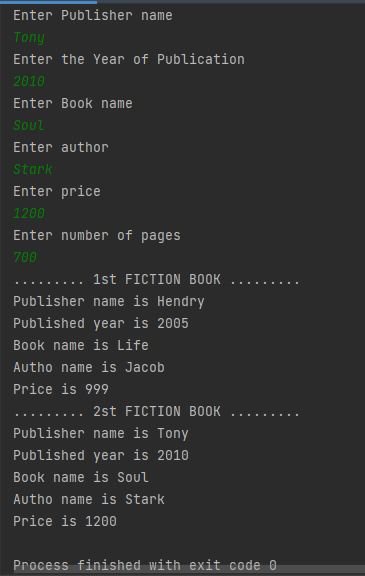 Enter Publisher name
Tony
Enter the Year of Publication
2010
Enter Book name
Soul
Enter author
Stark
Enter price
1200
Enter number of pages
700
......... 1st FICTION BOOK .........
Publisher name is Hendry
Published year is 2005
Book name is Life
Autho name is Jacob
Price is 999
......... 2st FICTION BOOK .........
Publisher name is Tony
Published year is 2010
Book name is Soul
Autho name is Stark
Price is 1200
Process finished with exit code 0